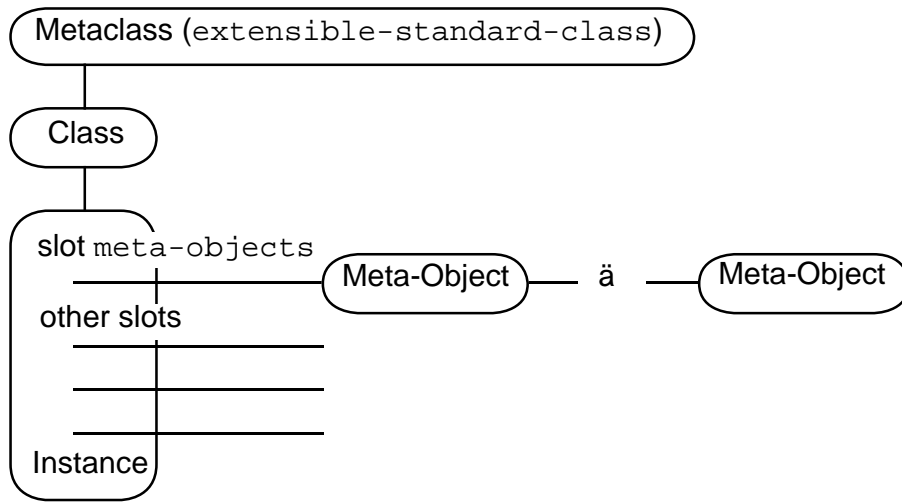 Metaclass (extensible-standard-class)
Class
slot meta-objects
Meta-Object ä Meta-Object
other slots
Instance